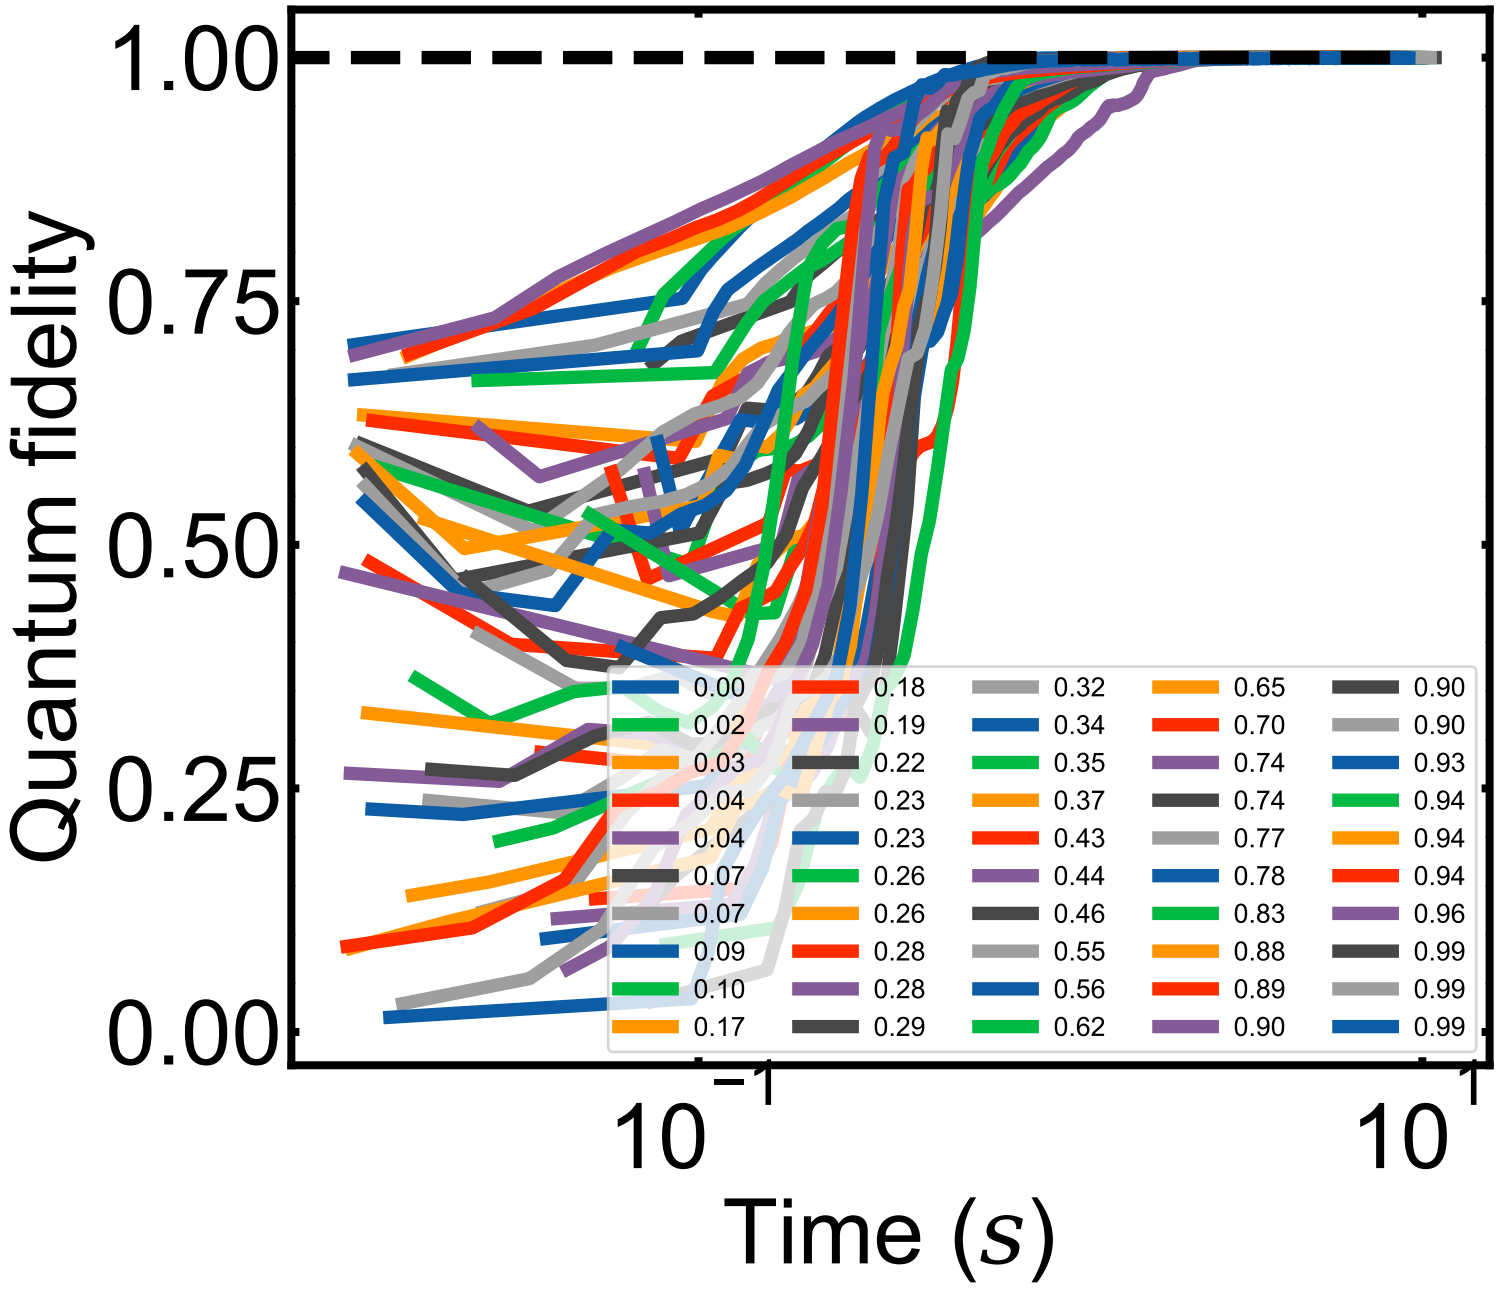 Quantum fidelity
1.00
0.75
0.50
0.25
0.00
0.00 0.18 0.32 0.65 0.90
0.02 0.19 0.34 0.70 0.90
0.03 0.22 0.35 0.74 0.93
0.04 0.23 0.37 0.74 0.94
0.04 0.23 0.43 0.77 0.94
0.07 0.26 0.44 0.78 0.94
0.07 0.26 0.46 0.83 0.96
0.09 0.28 0.55 0.88 0.99
0.10 0.28 0.56 0.89 0.99
0.17 0.29 0.62 0.90 0.99
10⁻¹ 10¹
Time (s)